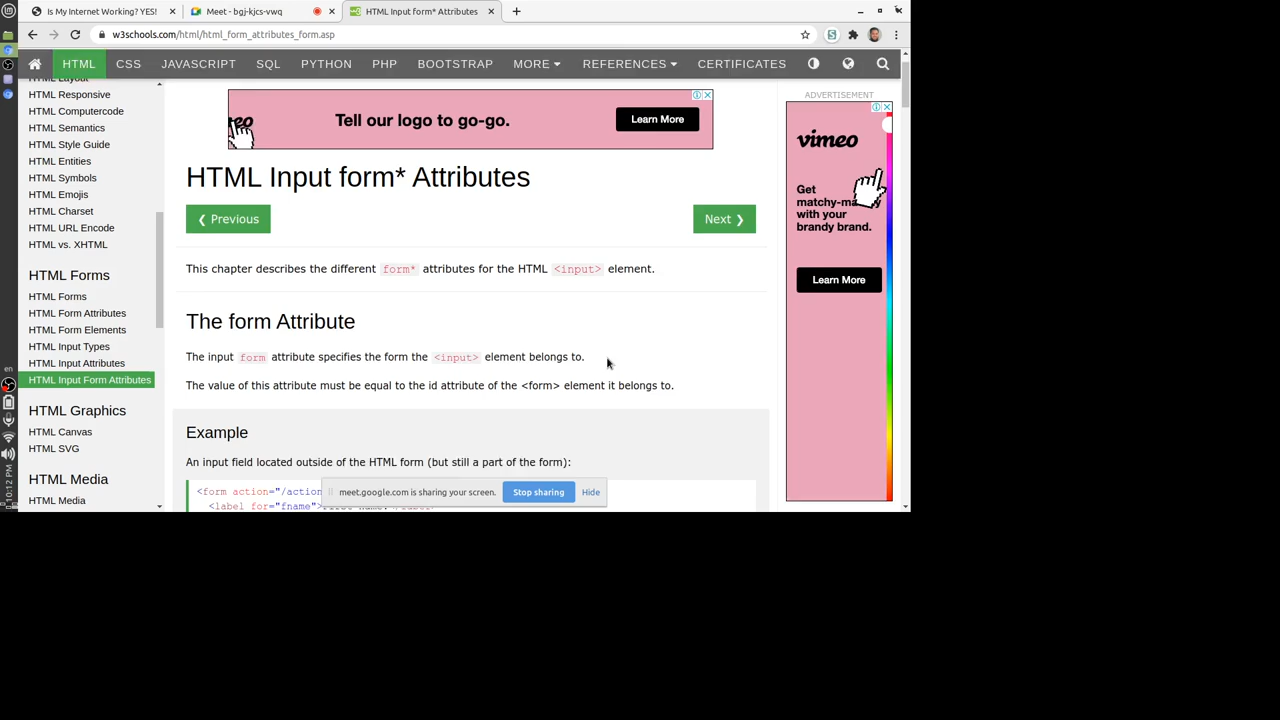 Is My Internet Working? YES!
Meet - bgj-kjcs-vwq
HTML Input form* Attributes
w3schools.com/html/html_form_attributes_form.asp
HTML
CSS
JAVASCRIPT
SQL
PYTHON
PHP
BOOTSTRAP
MORE
REFERENCES
CERTIFICATES
HTML Layout
HTML Responsive
HTML Computercode
HTML Semantics
HTML Style Guide
HTML Entities
HTML Symbols
HTML Emojis
HTML Charset
HTML URL Encode
HTML vs. XHTML
HTML Forms
HTML Forms
HTML Form Attributes
HTML Form Elements
HTML Input Types
HTML Input Attributes
HTML Input Form Attributes
HTML Graphics
HTML Canvas
HTML SVG
HTML Media
HTML Media
Tell our logo to go-go.
Learn More
HTML Input form* Attributes
❮ Previous
Next ❯
This chapter describes the different form* attributes for the HTML <input> element.
The form Attribute
The input form attribute specifies the form the <input> element belongs to.
The value of this attribute must be equal to the id attribute of the <form> element it belongs to.
Example
An input field located outside of the HTML form (but still a part of the form):
<form action="/action
<label for="fname">
meet.google.com is sharing your screen.
Stop sharing
Hide
ADVERTISEMENT
vimeo
Get
with your
brandy brand.
Learn More
en
10:12 PM